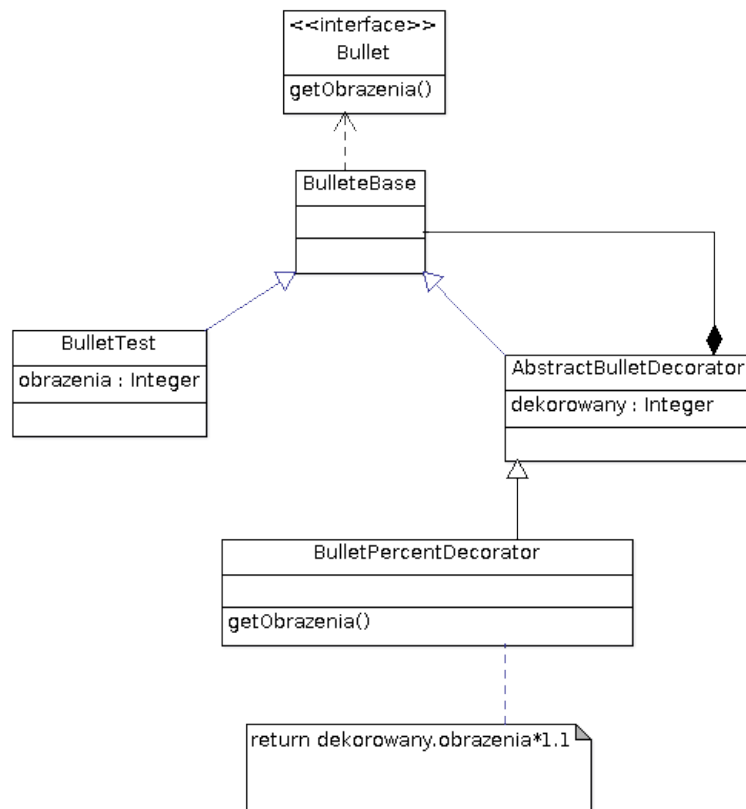 <<interface>>
Bullet
getObrazenia()
BulleteBase
BulletTest
obrazenia : Integer
AbstractBulletDecorator
dekorowany : Integer
BulletPercentDecorator
getObrazenia()
return dekorowany.obrazenia*1.1